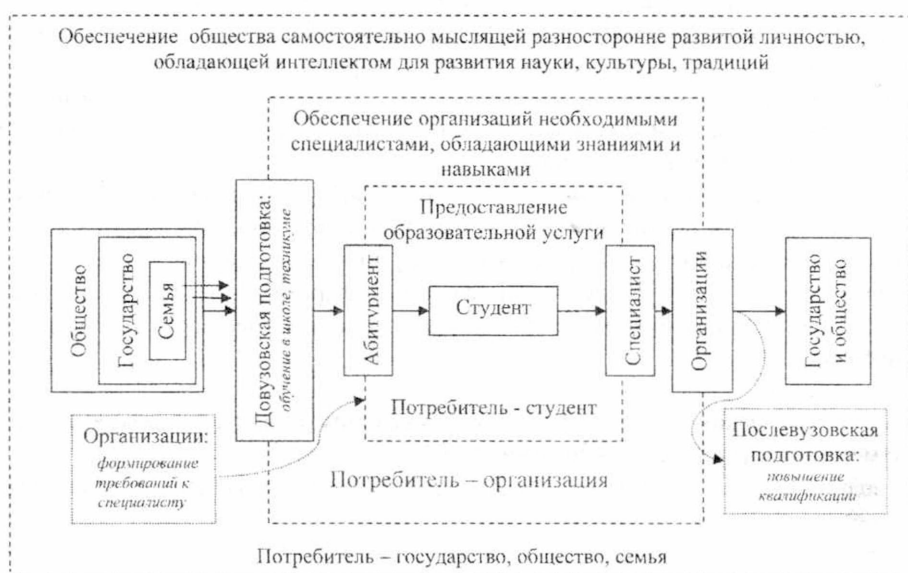 Обеспечение общества самостоятельно мыслящей разносторонне развитой личностью,
обладающей интеллектом для развития науки, культуры, традиций
Обеспечение организаций необходимыми
специалистами, обладающими знаниями и
навыками
Предоставление
образовательной услуги
Общество
Государство
Семья
Довузовская подготовка:
обучение в школе, техникуме
Абитуриент
Студент
Специалист
Организации
Государство
и общество
Потребитель - студент
Организации:
формирование
требований к
специалисту
Послевузовская
подготовка:
повышение
квалификации
Потребитель – организация
Потребитель – государство, общество, семья